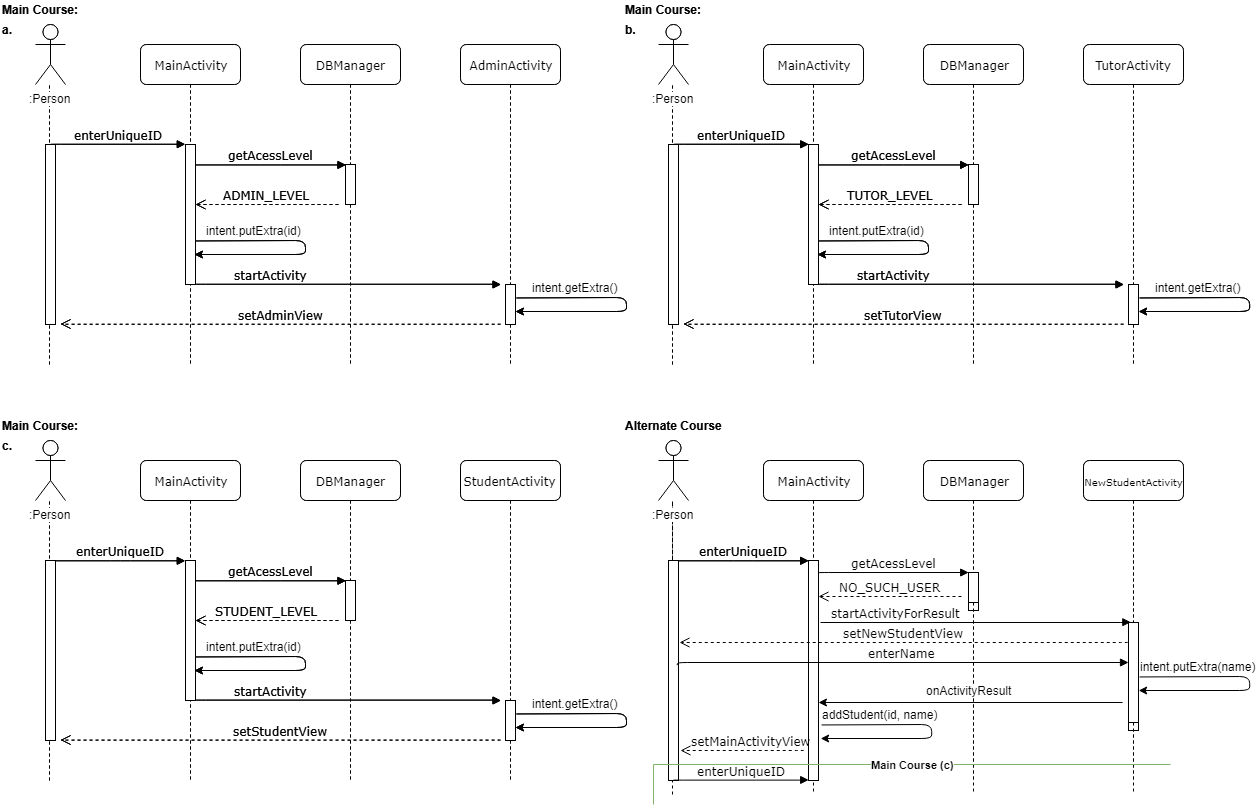 Main Course:
a.
:Person
MainActivity
DBManager
AdminActivity
enterUniqueID
getAcessLevel
ADMIN_LEVEL
intent.putExtra(id)
startActivity
intent.getExtra()
setAdminView
Main Course:
b.
:Person
MainActivity
DBManager
TutorActivity
enterUniqueID
getAcessLevel
TUTOR_LEVEL
intent.putExtra(id)
startActivity
intent.getExtra()
setTutorView
Main Course:
c.
:Person
MainActivity
DBManager
StudentActivity
enterUniqueID
getAcessLevel
STUDENT_LEVEL
intent.putExtra(id)
startActivity
intent.getExtra()
setStudentView
Alternate Course
:Person
MainActivity
DBManager
NewStudentActivity
enterUniqueID
getAcessLevel
NO_SUCH_USER
startActivityForResult
setNewStudentView
enterName
intent.putExtra(name)
onActivityResult
addStudent(id, name)
setMainActivityView
Main Course (c)
enterUniqueID